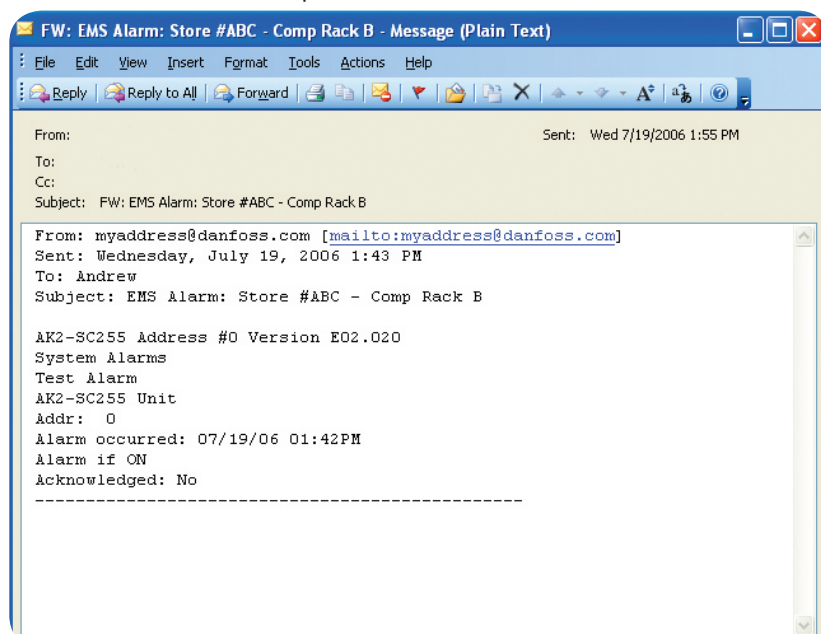 FW: EMS Alarm: Store #ABC - Comp Rack B - Message (Plain Text)
File Edit View Insert Format Tools Actions Help
Reply Reply to All Forward
From: Sent: Wed 7/19/2006 1:55 PM
To:
Cc:
Subject: FW: EMS Alarm: Store #ABC - Comp Rack B
From: myaddress@danfoss.com [mailto:myaddress@danfoss.com]
Sent: Wednesday, July 19, 2006 1:43 PM
To: Andrew
Subject: EMS Alarm: Store #ABC - Comp Rack B
AK2-SC255 Address #0 Version E02.020
System Alarms
Test Alarm
AK2-SC255 Unit
Addr: 0
Alarm occurred: 07/19/06 01:42PM
Alarm if ON
Acknowledged: No
------------------------------------------------